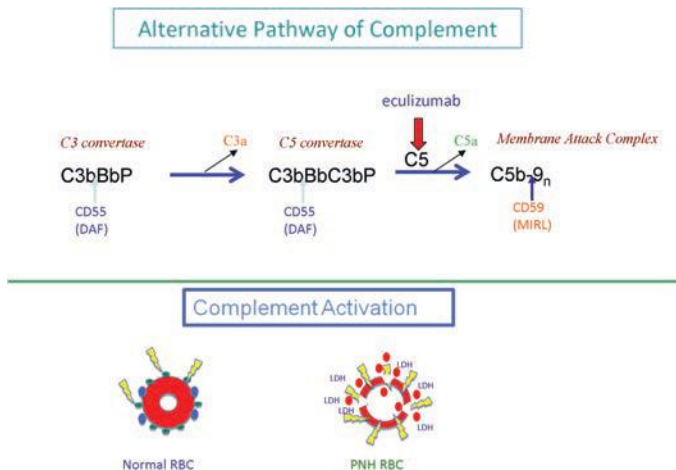 Alternative Pathway of Complement
eculizumab
C3 convertase
C3a
C5 convertase
C5
C5a
Membrane Attack Complex
C3bBbP
C3bBbC3bP
C5b-9n
CD55
(DAF)
CD55
(DAF)
CD59
(MIRL)
Complement Activation
LDH
LDH
LDH
LDH
LDH
LDH
LDH
LDH
Normal RBC
PNH RBC